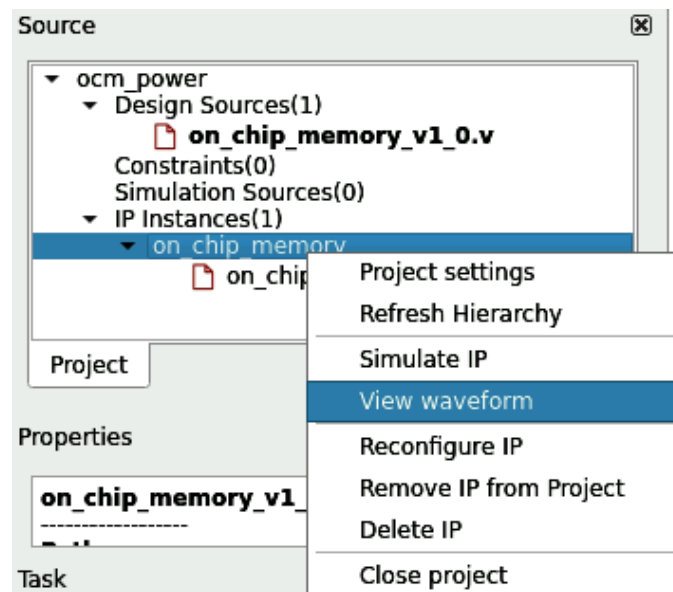 Source
ocm_power
Design Sources(1)
on_chip_memory_v1_0.v
Constraints(0)
Simulation Sources(0)
IP Instances(1)
on_chip_memory
on_chip
Project settings
Refresh Hierarchy
Simulate IP
View waveform
Reconfigure IP
Remove IP from Project
Delete IP
Close project
Project
Properties
on_chip_memory_v1_
------------------
Task